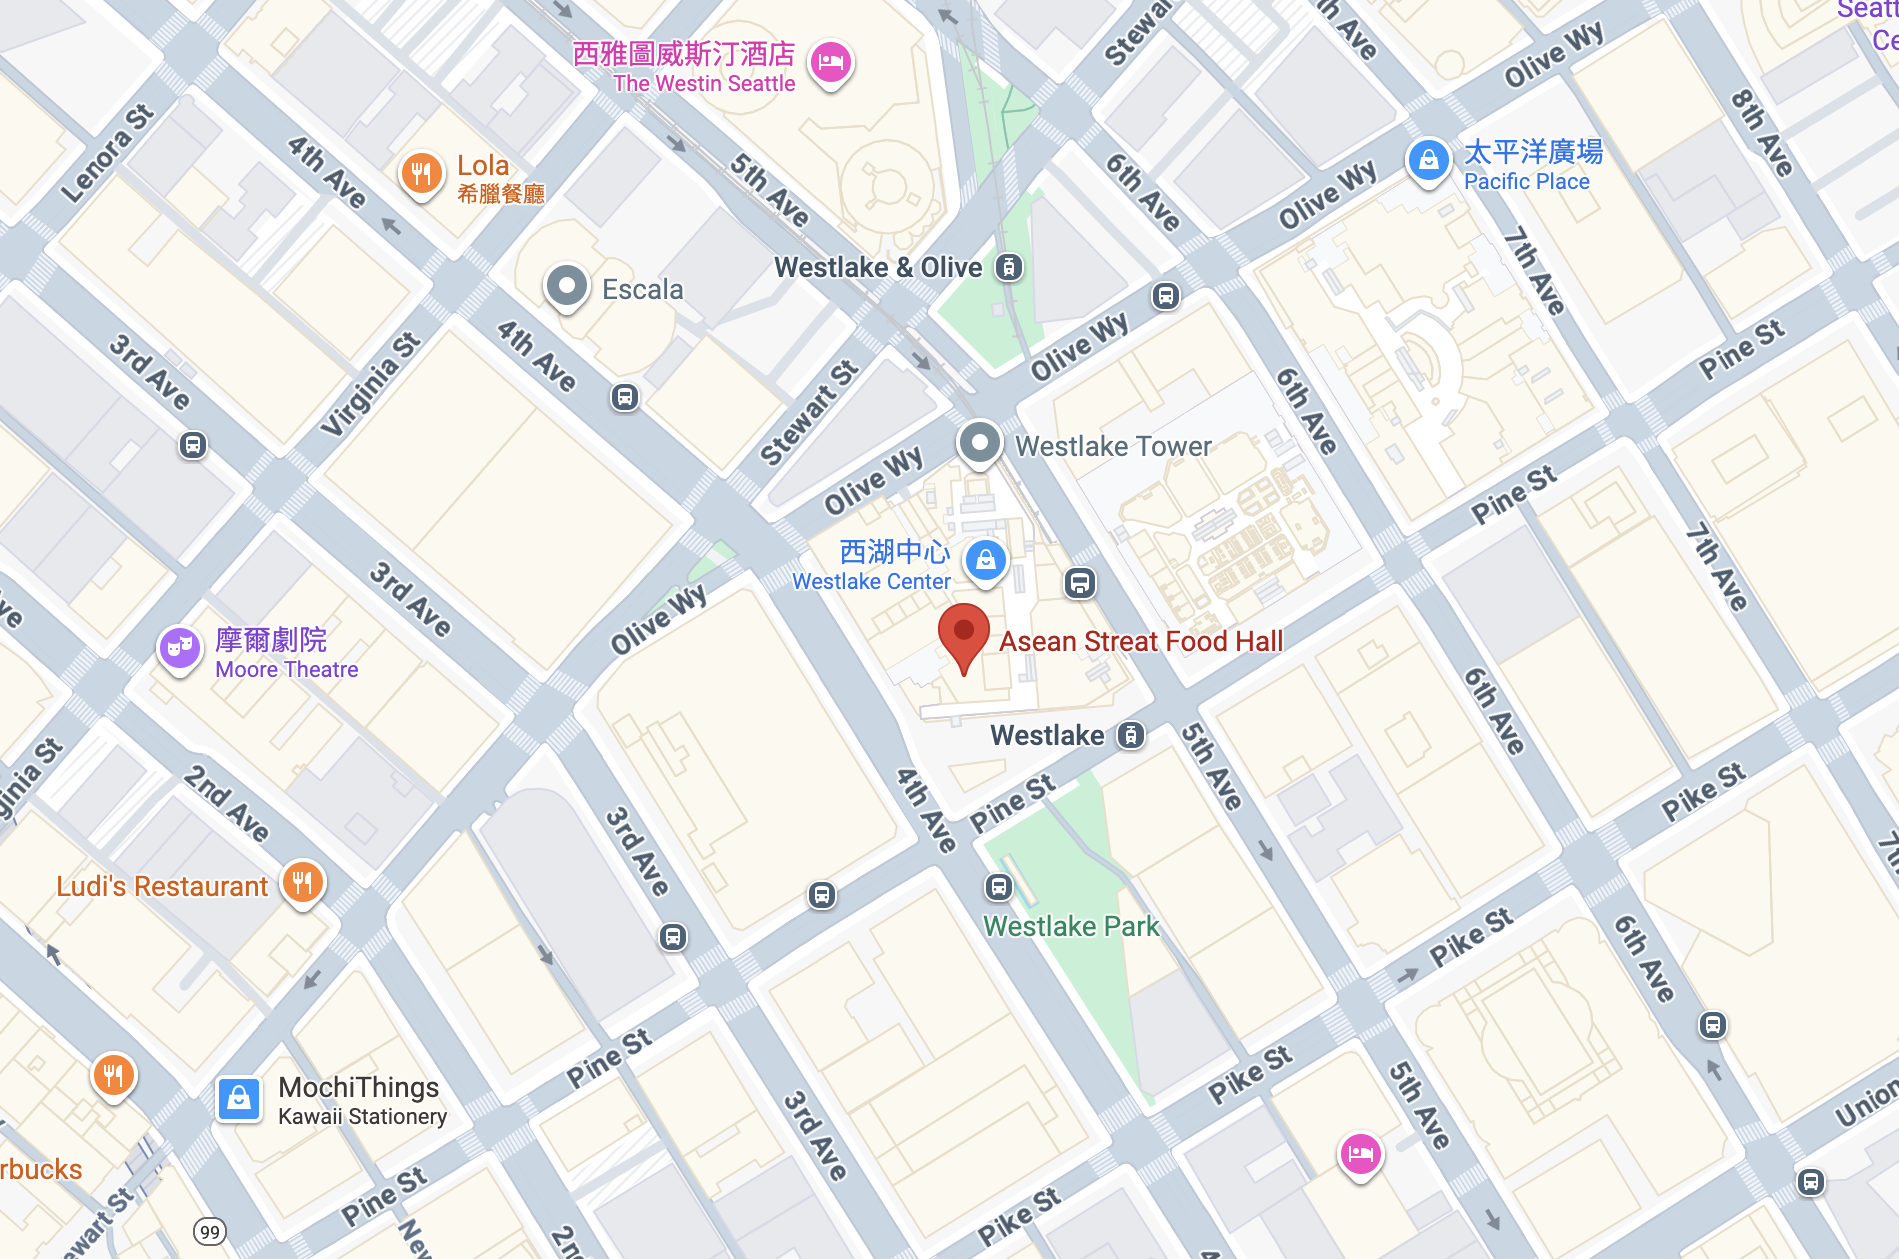 Seatt
Ce
Stewar
th Ave
Olive Wy
西雅圖威斯汀酒店
The Westin Seattle
Lenora St
4th Ave
Lola
希臘餐廳
5th Ave
6th Ave
Olive Wy
太平洋廣場
Pacific Place
8th Ave
Westlake & Olive
7th Ave
Escala
3rd Ave
4th Ave
Virginia St
Olive Wy
Pine St
Stewart St
6th Ave
Westlake Tower
Olive Wy
Pine St
西湖中心
Westlake Center
7th Ave
3rd Ave
Olive Wy
ve
摩爾劇院
Moore Theatre
Asean Streat Food Hall
6th Ave
Westlake
5th Ave
ginia St
2nd Ave
4th Ave
Pine St
Pike St
3rd Ave
7th
Ludi's Restaurant
Westlake Park
Pike St
6th Ave
Pine St
Pike St
MochiThings
Kawaii Stationery
3rd Ave
5th Ave
Union
rbucks
Pine St
Pike St
ewart St
99
New
2nd
4